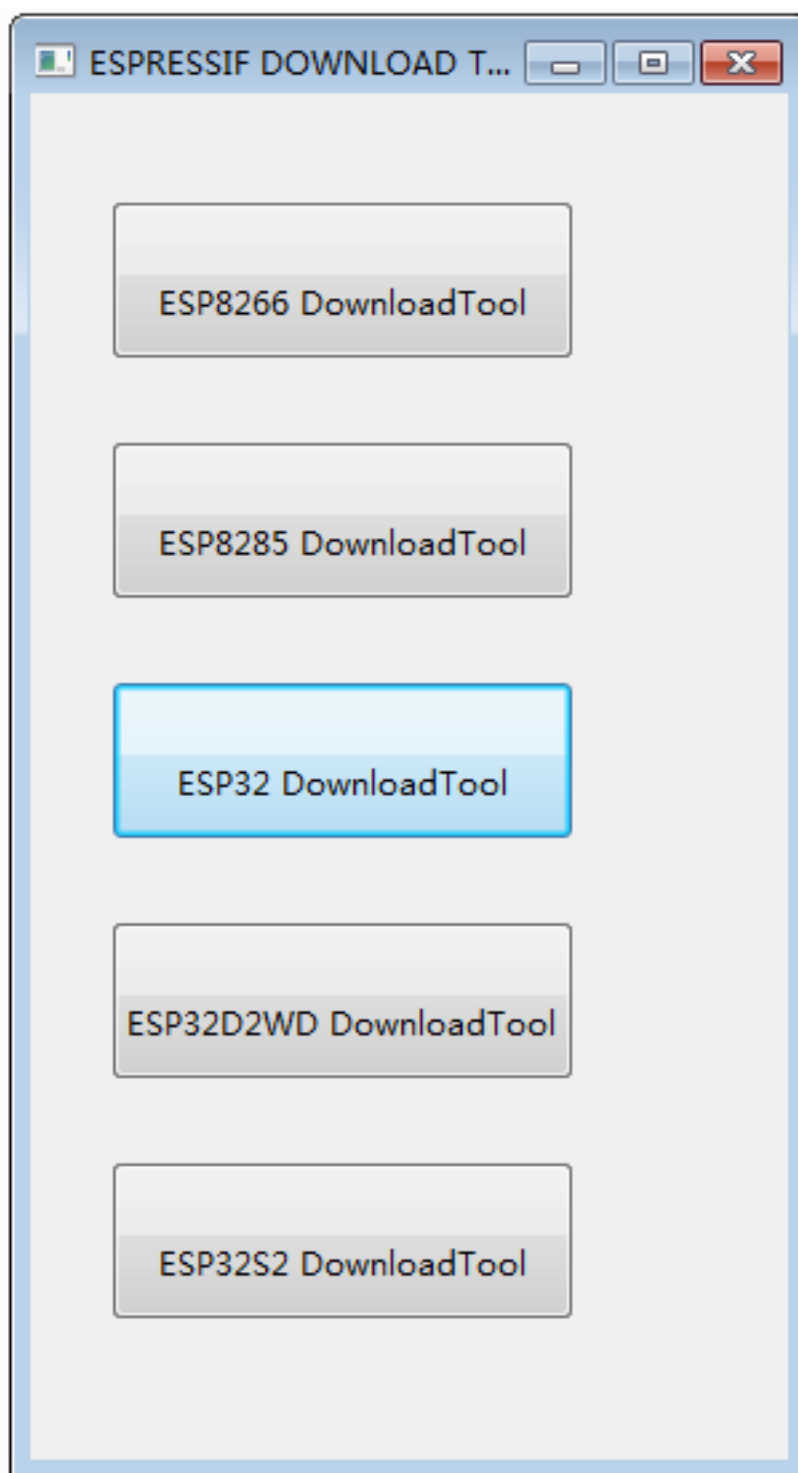 ESPRESSIF DOWNLOAD T...
ESP8266 DownloadTool
ESP8285 DownloadTool
ESP32 DownloadTool
ESP32D2WD DownloadTool
ESP32S2 DownloadTool